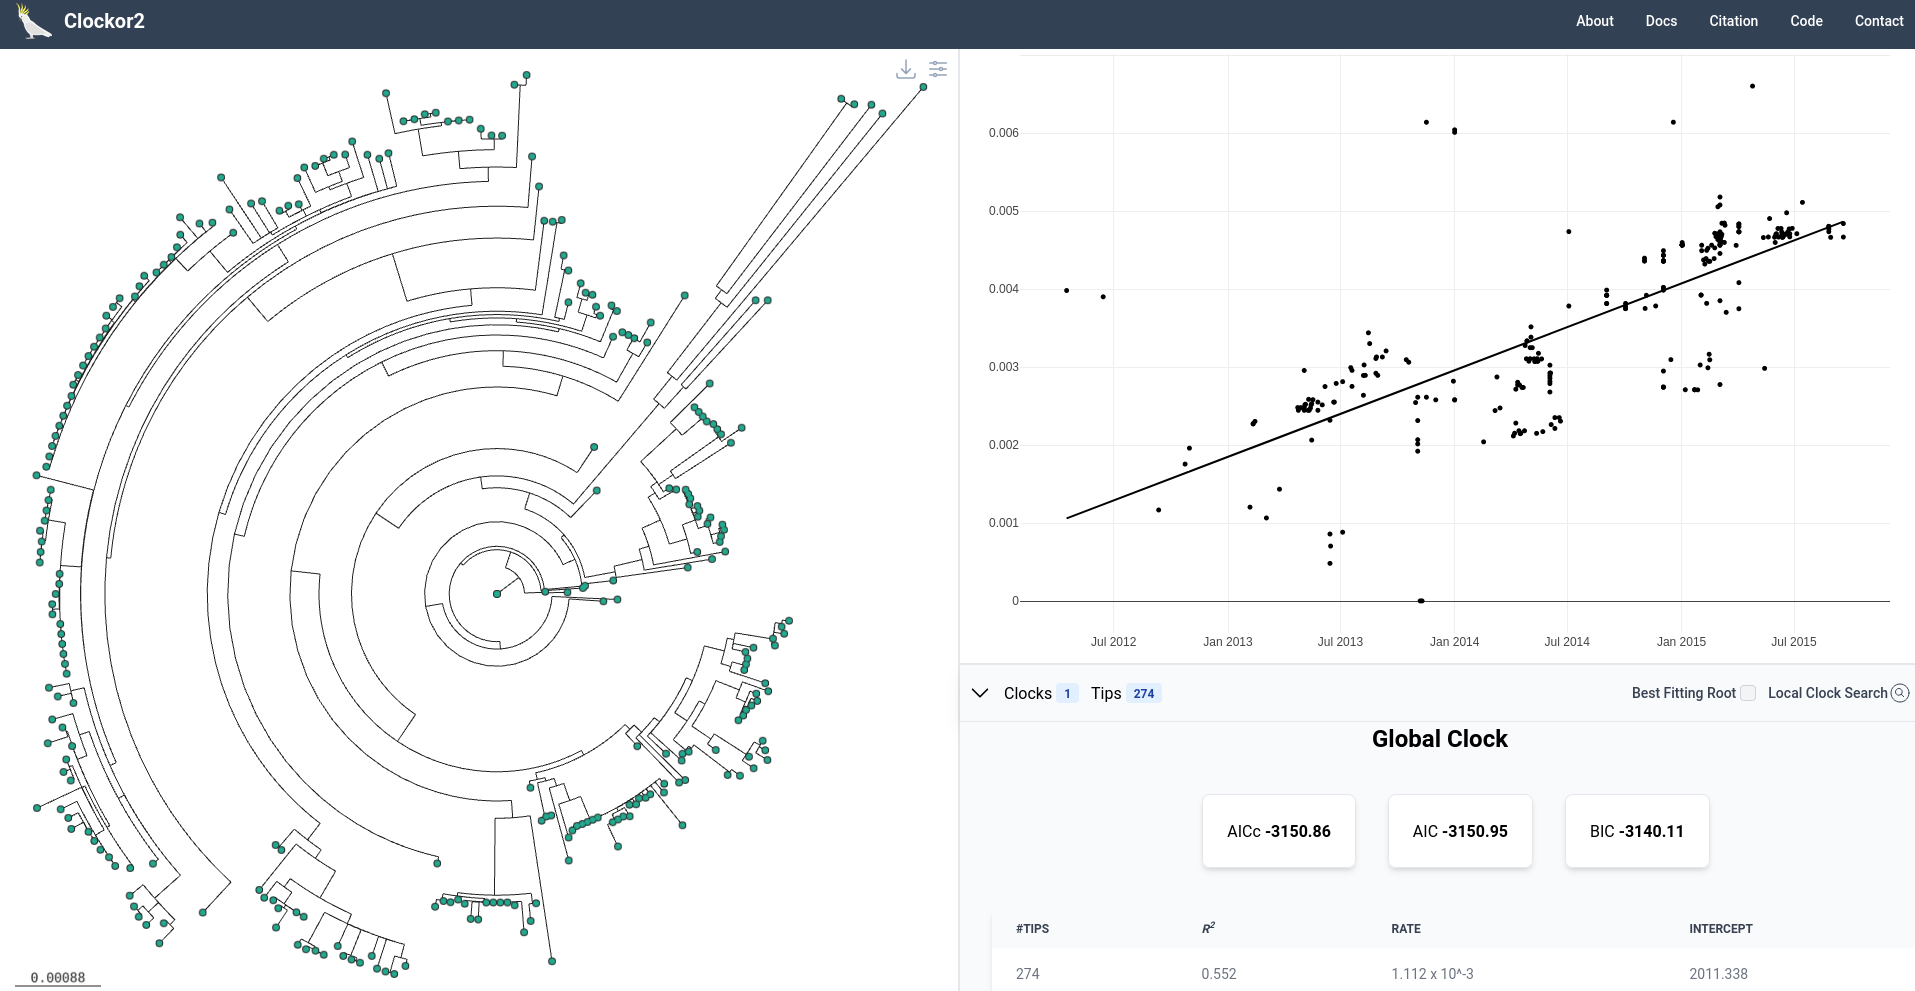 Clockor2
About Docs Citation Code Contact
0.006
0.005
0.004
0.003
0.002
0.001
0
Jul 2012 Jan 2013 Jul 2013 Jan 2014 Jul 2014 Jan 2015 Jul 2015
Clocks 1 Tips 274 Best Fitting Root Local Clock Search
Global Clock
AICc -3150.86 AIC -3150.95 BIC -3140.11
#TIPS R² RATE INTERCEPT
274 0.552 1.112 x 10^-3 2011.338
0.00088